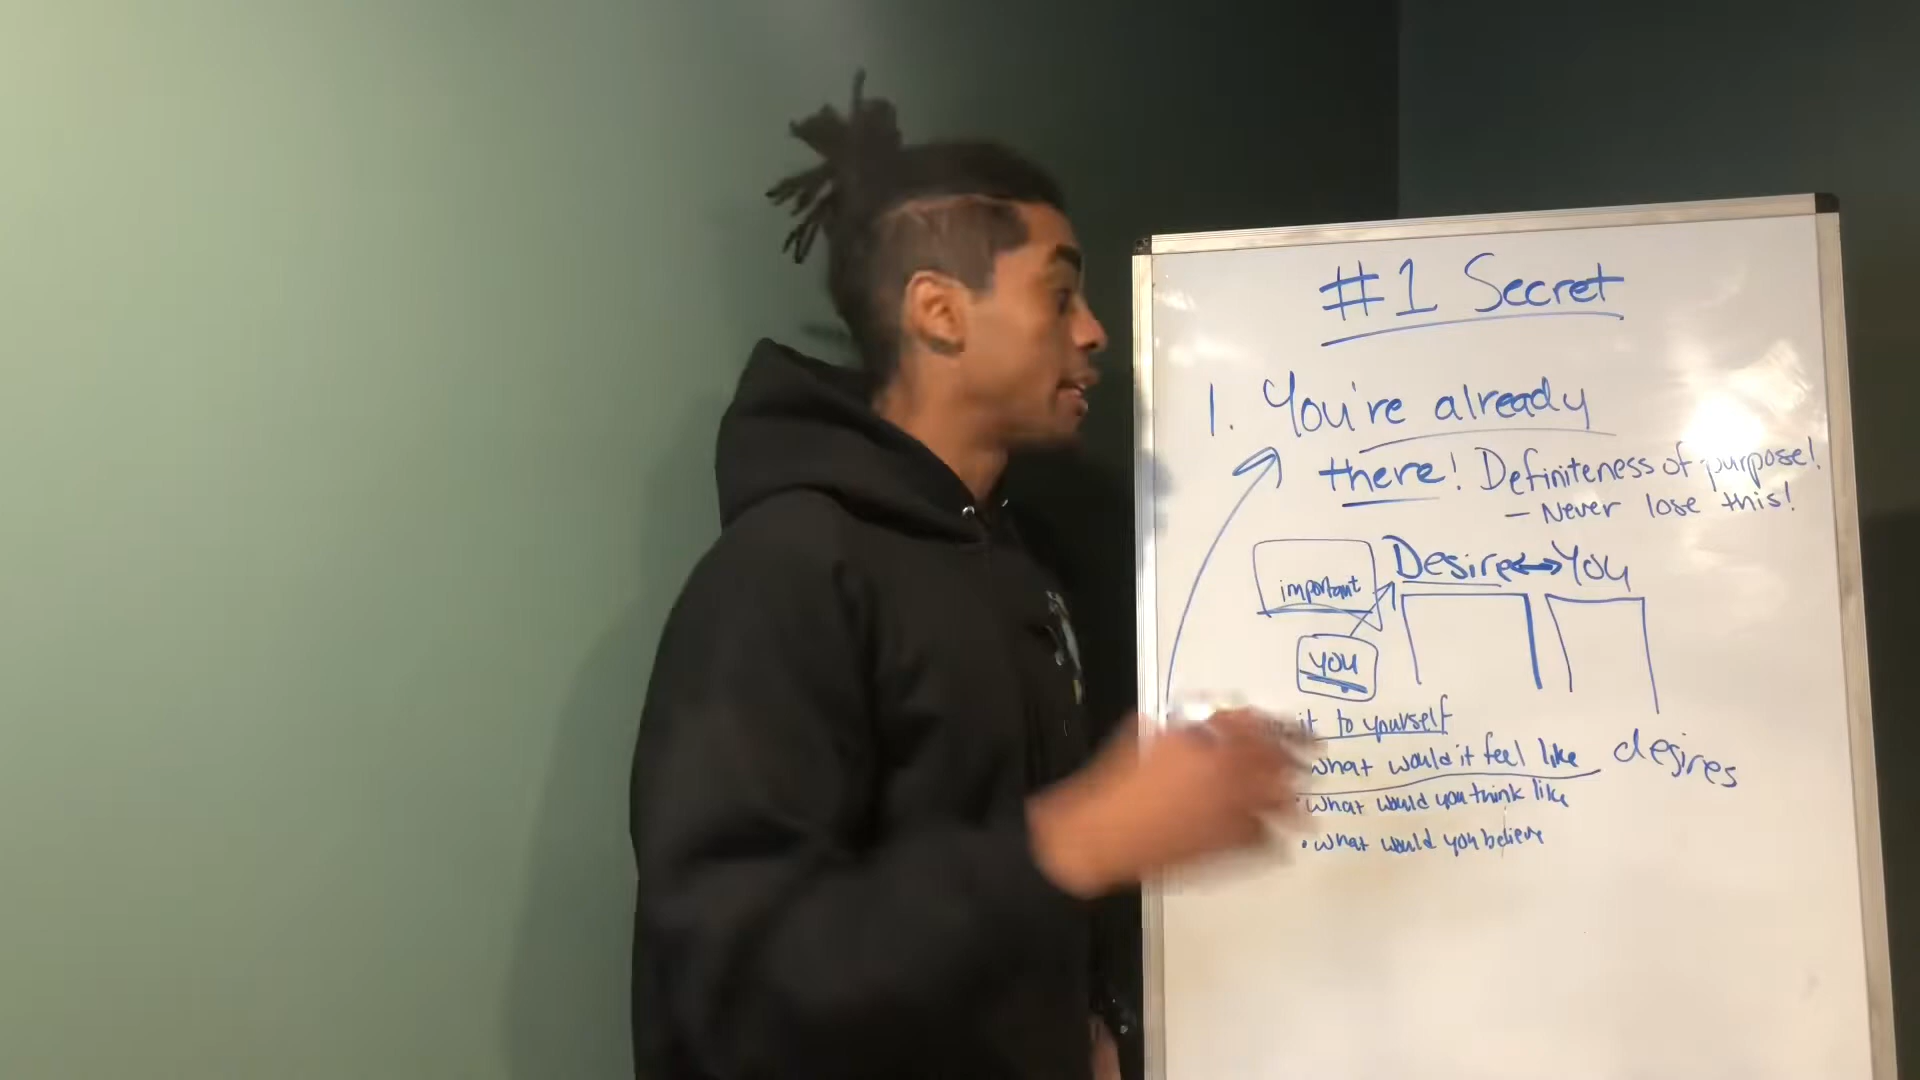 #1 Secret
1. You're already
there! Definiteness of purpose!
- Never lose this!
important
Desire ↔ You
you
it to yourself
what would it feel like desires
• what would you think like
• what would you believe